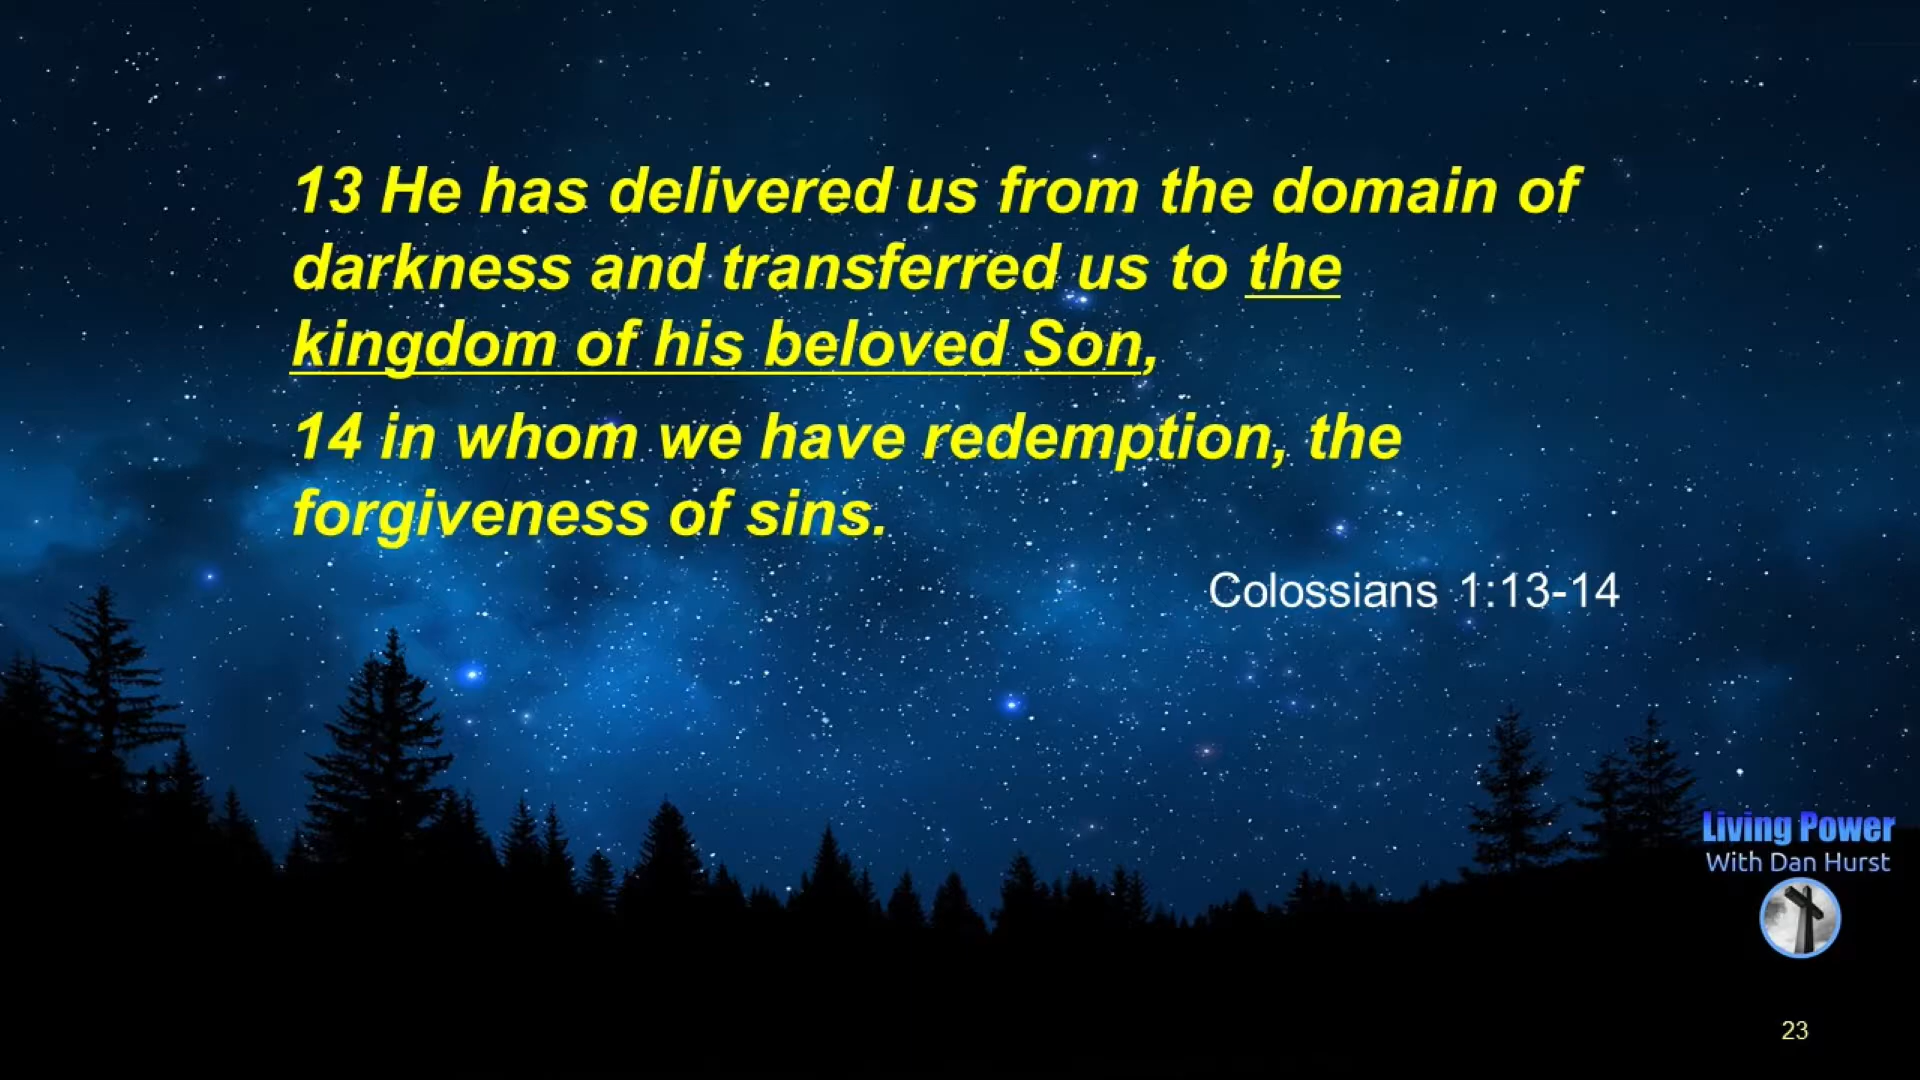 13 He has delivered us from the domain of
darkness and transferred us to the
kingdom of his beloved Son,
14 in whom we have redemption, the
forgiveness of sins.
Colossians 1:13-14
Living Power
With Dan Hurst
23